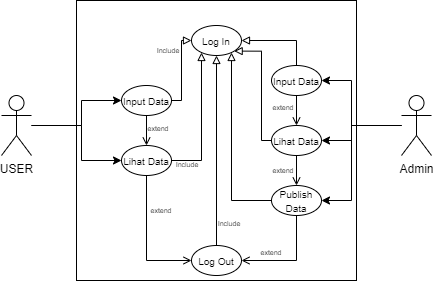 Log In
Include
Input Data
Input Data
extend
extend
USER
Lihat Data
Include
Lihat Data
Admin
extend
Publish
Data
extend
Include
extend
Log Out